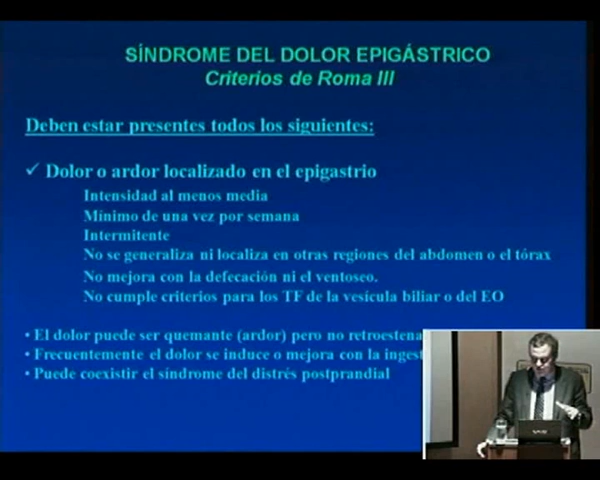 SÍNDROME DEL DOLOR EPIGÁSTRICO
Criterios de Roma III
Deben estar presentes todos los siguientes:
✓ Dolor o ardor localizado en el epigastrio
Intensidad al menos media
Mínimo de una vez por semana
Intermitente
No se generaliza ni localiza en otras regiones del abdomen o el tórax
No mejora con la defecación ni el ventoseo.
No cumple criterios para los TF de la vesícula biliar o del EO
• El dolor puede ser quemante (ardor) pero no
• Frecuentemente el dolor se induce o mejora con la
• Puede coexistir el síndrome del distrés postprandial